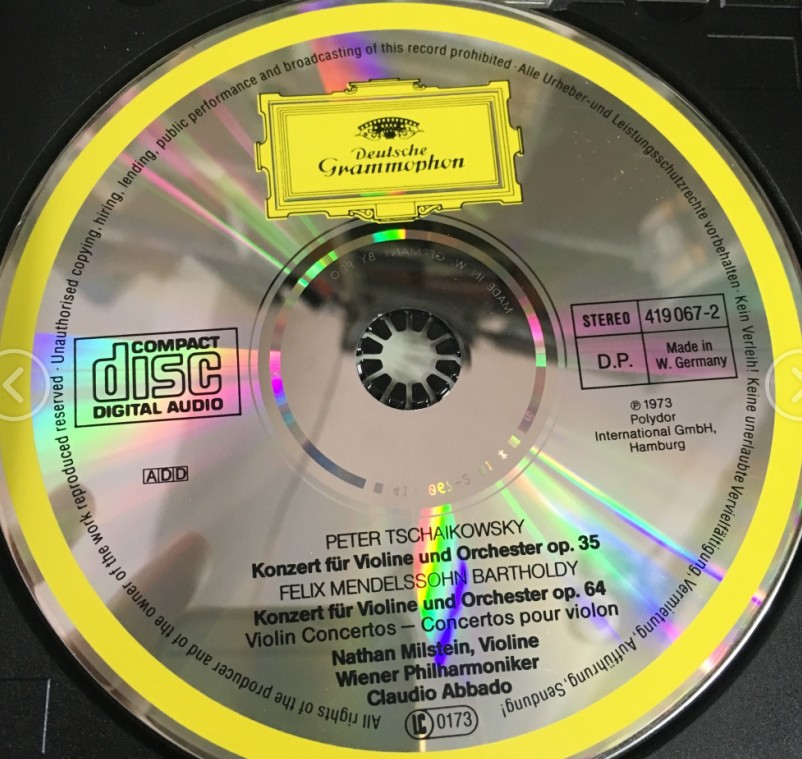 All rights of the producer and of the owner of the work reproduced reserved · Unauthorised copying, hiring, lending, public performance and broadcasting of this record prohibited · Alle Urheber- und Leistungsschutzrechte vorbehalten · Kein Verleih! Keine unerlaubte Vervielfältigung, Vermietung, Aufführung, Sendung!
Deutsche
Grammophon
MADE IN W. GERMANY BY
COMPACT
disc
DIGITAL AUDIO
ADD
STEREO 419 067-2
D.P. Made in
W. Germany
℗ 1973
Polydor
International GmbH,
Hamburg
PETER TSCHAIKOWSKY
Konzert für Violine und Orchester op. 35
FELIX MENDELSSOHN BARTHOLDY
Konzert für Violine und Orchester op. 64
Violin Concertos – Concertos pour violon
Nathan Milstein, Violine
Wiener Philharmoniker
Claudio Abbado
LC 0173